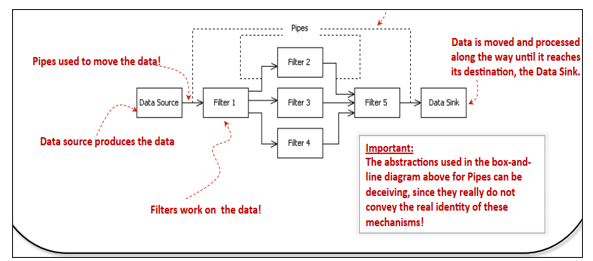 Pipes
Data is moved and processed
along the way until it reaches
its destination, the Data Sink.
Pipes used to move the data!
Filter 2
Data Source
Filter 1
Filter 3
Filter 5
Data Sink
Data source produces the data
Filter 4
Important:
The abstractions used in the box-and-
line diagram above for Pipes can be
deceiving, since they really do not
convey the real identity of these
mechanisms!
Filters work on the data!